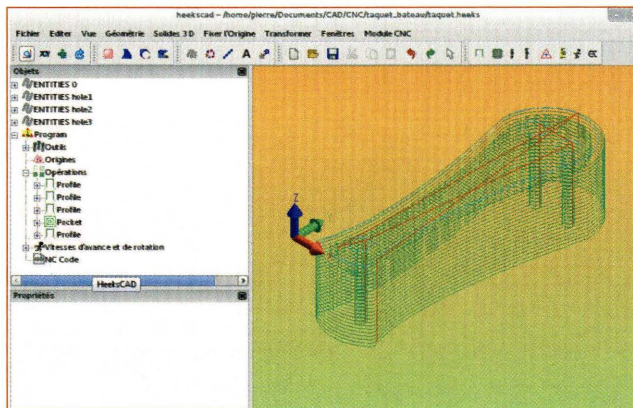 heekscad - /home/pierre/Documents/CAD/CNC/taquet_bateau/taquet.heeks
Fichier Editer Vue Géométrie Solides 3D Fixer l'Origine Transformer Fenêtres Module CNC
Objets
ENTITIES 0
ENTITIES hole1
ENTITIES hole2
ENTITIES hole3
Program
Outils
Origines
Opérations
Profile
Profile
Profile
Pocket
Profile
Vitesses d'avance et de rotation
NC Code
HeeksCAD
Propriétés
Z